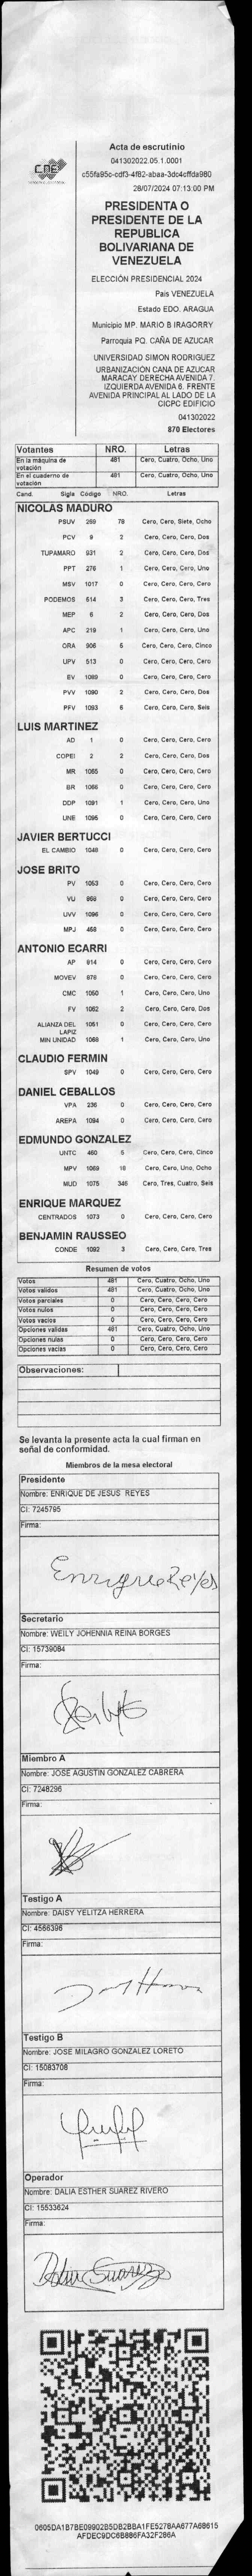 CNE
Acta de escrutinio
041302022.05.1.0001
c55fa95c-cdf3-4f82-abaa-3dc4cffda980
28/07/2024 07:13:00 PM
PRESIDENTA O
PRESIDENTE DE LA
REPUBLICA
BOLIVARIANA DE
VENEZUELA
ELECCIÓN PRESIDENCIAL 2024
Pais VENEZUELA
Estado EDO. ARAGUA
Municipio MP. MARIO B IRAGORRY
Parroquia PQ. CAÑA DE AZUCAR
UNIVERSIDAD SIMON RODRIGUEZ
URBANIZACIÓN CANA DE AZUCAR
MARACAY DERECHA AVENIDA 7.
IZQUIERDA AVENIDA 6. FRENTE
AVENIDA PRINCIPAL AL LADO DE LA
CICPC EDIFICIO
041302022
870 Electores
Votantes NRO. Letras
En la máquina de votación 481 Cero, Cuatro, Ocho, Uno
En el cuaderno de votación 481 Cero, Cuatro, Ocho, Uno
Cand. Sigla Código NRO. Letras
NICOLAS MADURO
PSUV 269 78 Cero, Cero, Siete, Ocho
PCV 9 2 Cero, Cero, Cero, Dos
TUPAMARO 931 2 Cero, Cero, Cero, Dos
PPT 276 1 Cero, Cero, Cero, Uno
MSV 1017 0 Cero, Cero, Cero, Cero
PODEMOS 514 3 Cero, Cero, Cero, Tres
MEP 6 2 Cero, Cero, Cero, Dos
APC 219 1 Cero, Cero, Cero, Uno
ORA 906 5 Cero, Cero, Cero, Cinco
UPV 513 0 Cero, Cero, Cero, Cero
EV 1089 0 Cero, Cero, Cero, Cero
PVV 1090 2 Cero, Cero, Cero, Dos
PFV 1093 6 Cero, Cero, Cero, Seis
LUIS MARTINEZ
AD 1 0 Cero, Cero, Cero, Cero
COPEI 2 2 Cero, Cero, Cero, Dos
MR 1065 0 Cero, Cero, Cero, Cero
BR 1066 0 Cero, Cero, Cero, Cero
DDP 1091 1 Cero, Cero, Cero, Uno
UNE 1095 0 Cero, Cero, Cero, Cero
JAVIER BERTUCCI
EL CAMBIO 1048 0 Cero, Cero, Cero, Cero
JOSE BRITO
PV 1053 0 Cero, Cero, Cero, Cero
VU 968 0 Cero, Cero, Cero, Cero
UVV 1096 0 Cero, Cero, Cero, Cero
MPJ 459 0 Cero, Cero, Cero, Cero
ANTONIO ECARRI
AP 914 0 Cero, Cero, Cero, Cero
MOVEV 978 0 Cero, Cero, Cero, Cero
CMC 1050 1 Cero, Cero, Cero, Uno
FV 1062 2 Cero, Cero, Cero, Dos
ALIANZA DEL LAPIZ 1051 0 Cero, Cero, Cero, Cero
MIN UNIDAD 1068 1 Cero, Cero, Cero, Uno
CLAUDIO FERMIN
SPV 1049 0 Cero, Cero, Cero, Cero
DANIEL CEBALLOS
VPA 236 0 Cero, Cero, Cero, Cero
AREPA 1094 0 Cero, Cero, Cero, Cero
EDMUNDO GONZALEZ
UNTC 460 5 Cero, Cero, Cero, Cinco
MPV 1069 18 Cero, Cero, Uno, Ocho
MUD 1075 346 Cero, Tres, Cuatro, Seis
ENRIQUE MARQUEZ
CENTRADOS 1073 0 Cero, Cero, Cero, Cero
BENJAMIN RAUSSEO
CONDE 1092 3 Cero, Cero, Cero, Tres
Resumen de votos
Votos 481 Cero, Cuatro, Ocho, Uno
Votos validos 481 Cero, Cuatro, Ocho, Uno
Votos parciales 0 Cero, Cero, Cero, Cero
Votos nulos 0 Cero, Cero, Cero, Cero
Votos vacios 0 Cero, Cero, Cero, Cero
Opciones validas 481 Cero, Cuatro, Ocho, Uno
Opciones nulas 0 Cero, Cero, Cero, Cero
Opciones vacias 0 Cero, Cero, Cero, Cero
Observaciones:
Se levanta la presente acta la cual firman en
señal de conformidad.
Miembros de la mesa electoral
Presidente
Nombre: ENRIQUE DE JESUS REYES
CI: 7245795
Firma:
Enrique Reyes
Secretario
Nombre: WEILY JOHENNIA REINA BORGES
CI: 15739084
Firma:
Miembro A
Nombre: JOSE AGUSTIN GONZALEZ CABRERA
CI: 7248296
Firma:
Testigo A
Nombre: DAISY YELITZA HERRERA
CI: 4566396
Firma:
Testigo B
Nombre: JOSE MILAGRO GONZALEZ LORETO
CI: 15083708
Firma:
Operador
Nombre: DALIA ESTHER SUAREZ RIVERO
CI: 15533624
Firma:
Dalia Suarez
0605DA1B7BE09902B5DB2BBA1FE5278AA677A68615
AFDEC9DC6B886FA32F286A